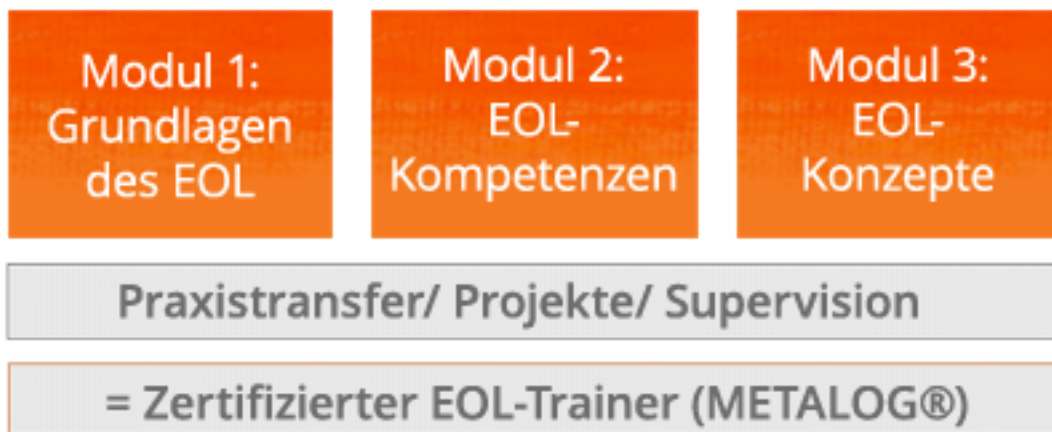 Modul 1:
Grundlagen
des EOL
Modul 2:
EOL-
Kompetenzen
Modul 3:
EOL-
Konzepte
Praxistransfer/ Projekte/ Supervision
= Zertifizierter EOL-Trainer (METALOG®)